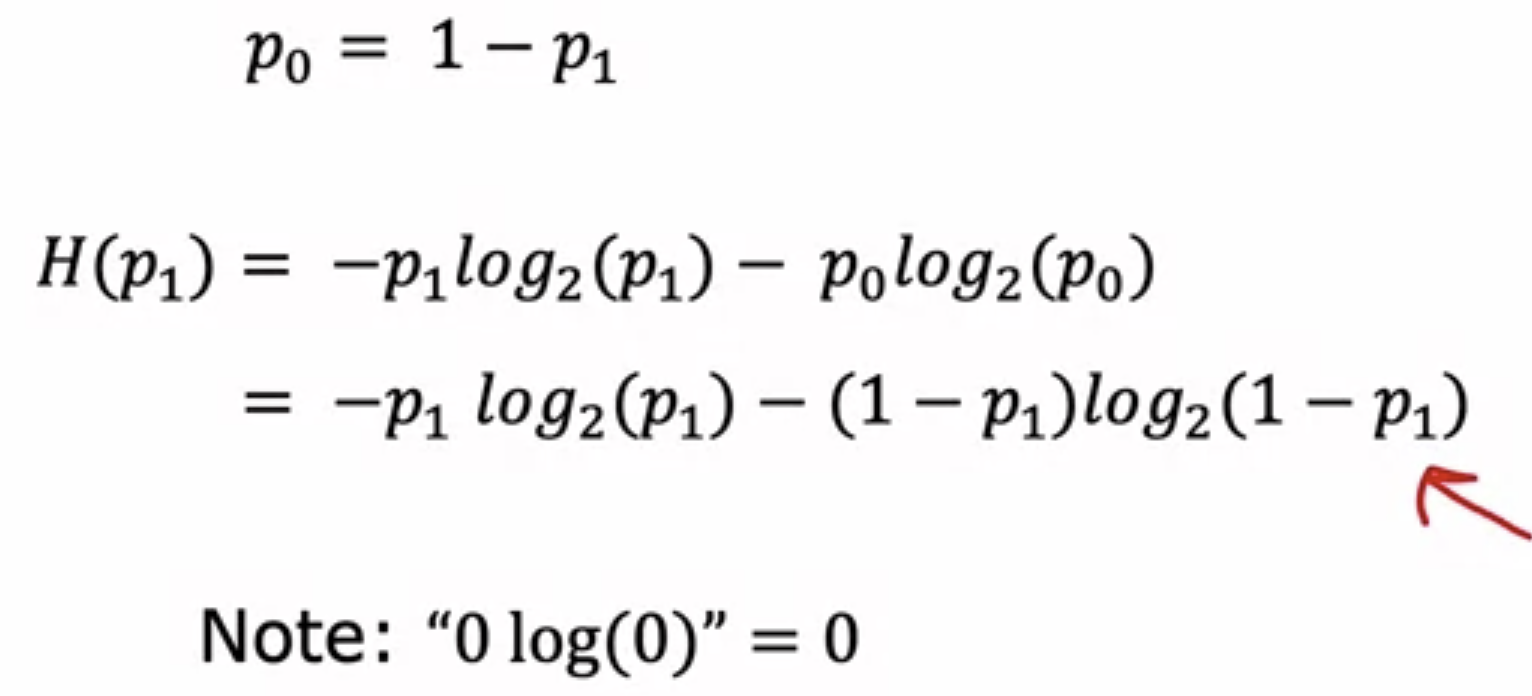 p₀ = 1 − p₁
H(p₁) = −p₁log₂(p₁) − p₀log₂(p₀)
= −p₁ log₂(p₁) − (1 − p₁)log₂(1 − p₁)
Note: “0 log(0)” = 0